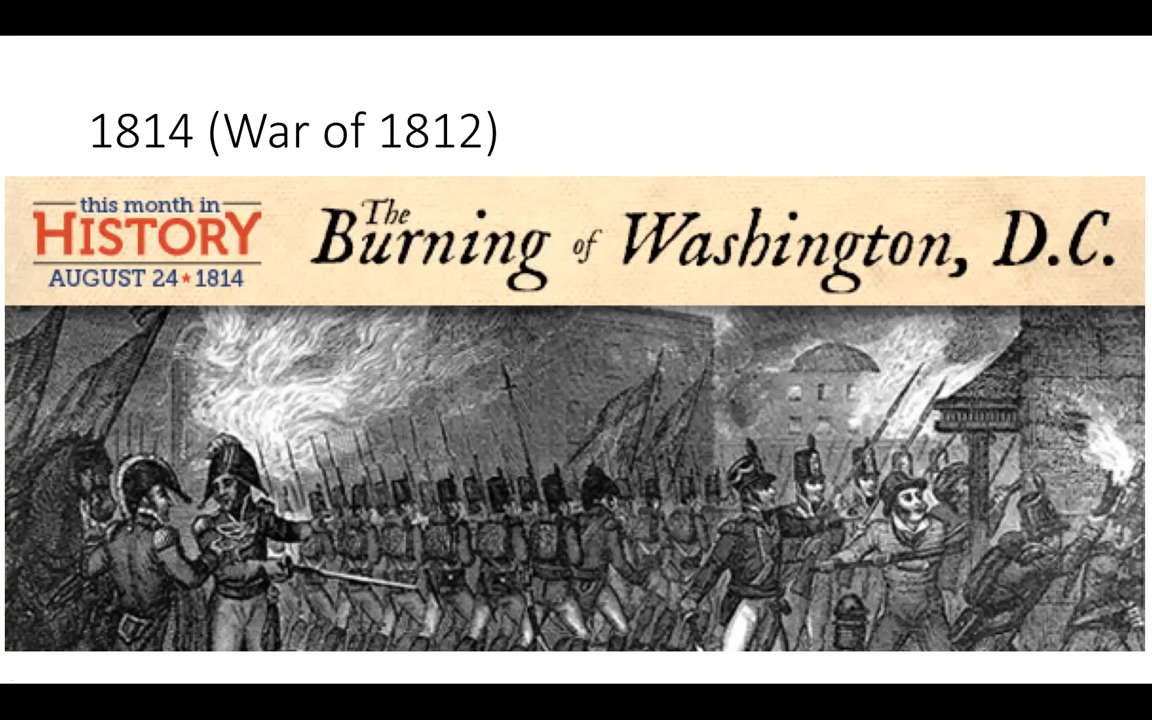 1814 (War of 1812)
this month in
HISTORY
AUGUST 24★1814
The Burning of Washington, D.C.